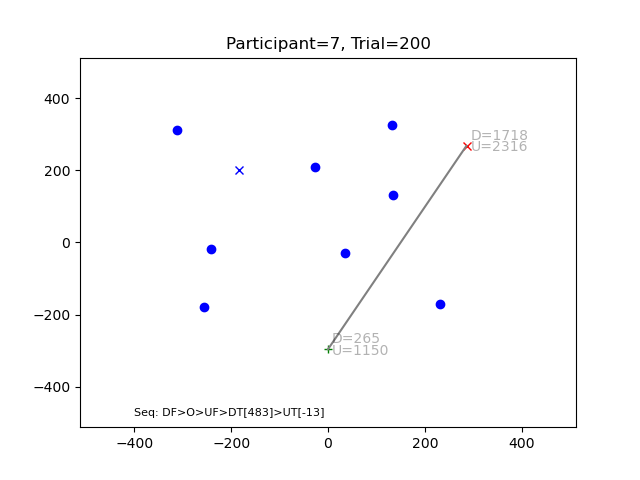 Participant=7, Trial=200
400
200
0
−200
−400
D=1718
U=2316
D=265
U=1150
Seq: DF>O>UF>DT[483]>UT[-13]
−400
−200
0
200
400